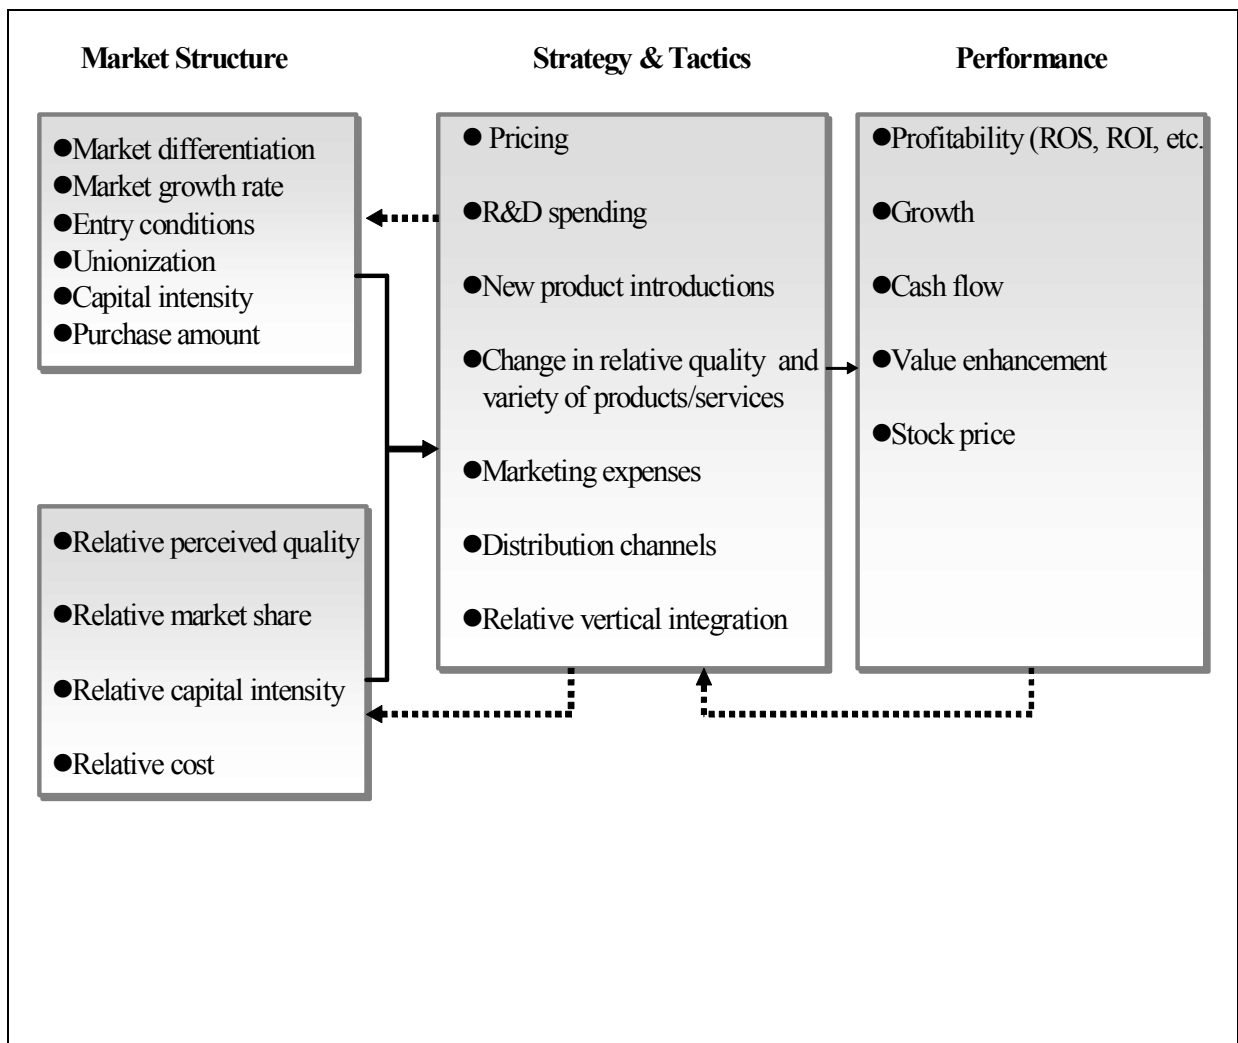 Market Structure
Strategy & Tactics
Performance
●Market differentiation
●Market growth rate
●Entry conditions
●Unionization
●Capital intensity
●Purchase amount
●Relative perceived quality
●Relative market share
●Relative capital intensity
●Relative cost
● Pricing
●R&D spending
●New product introductions
●Change in relative quality and
variety of products/services
●Marketing expenses
●Distribution channels
●Relative vertical integration
●Profitability (ROS, ROI, etc.
●Growth
●Cash flow
●Value enhancement
●Stock price